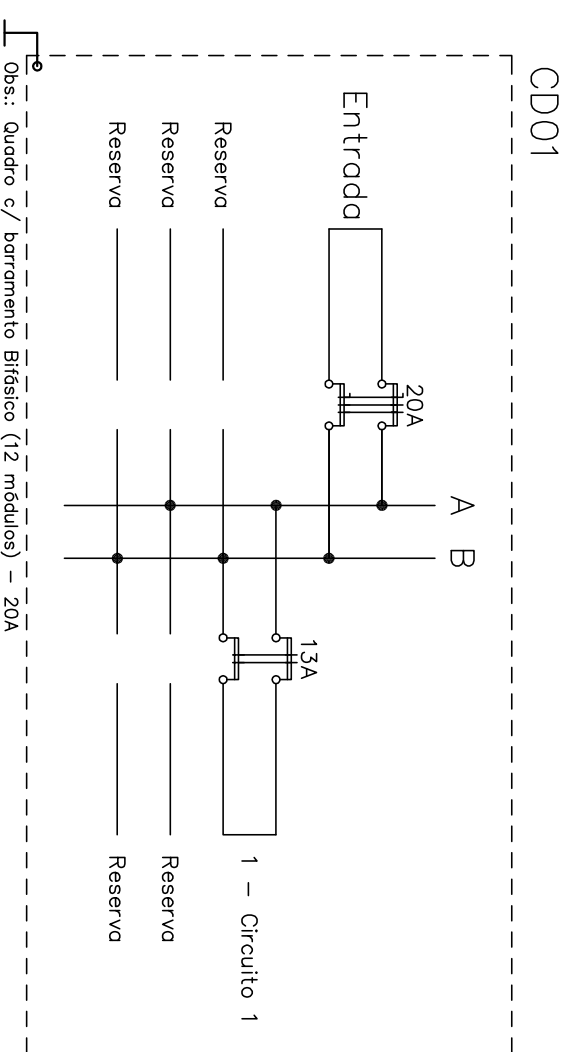 CD01
Entrada
20A
A
B
13A
1 - Circuito 1
Reserva
Reserva
Reserva
Reserva
Reserva
Obs.: Quadro c/ barramento Bifásico (12 módulos) - 20A